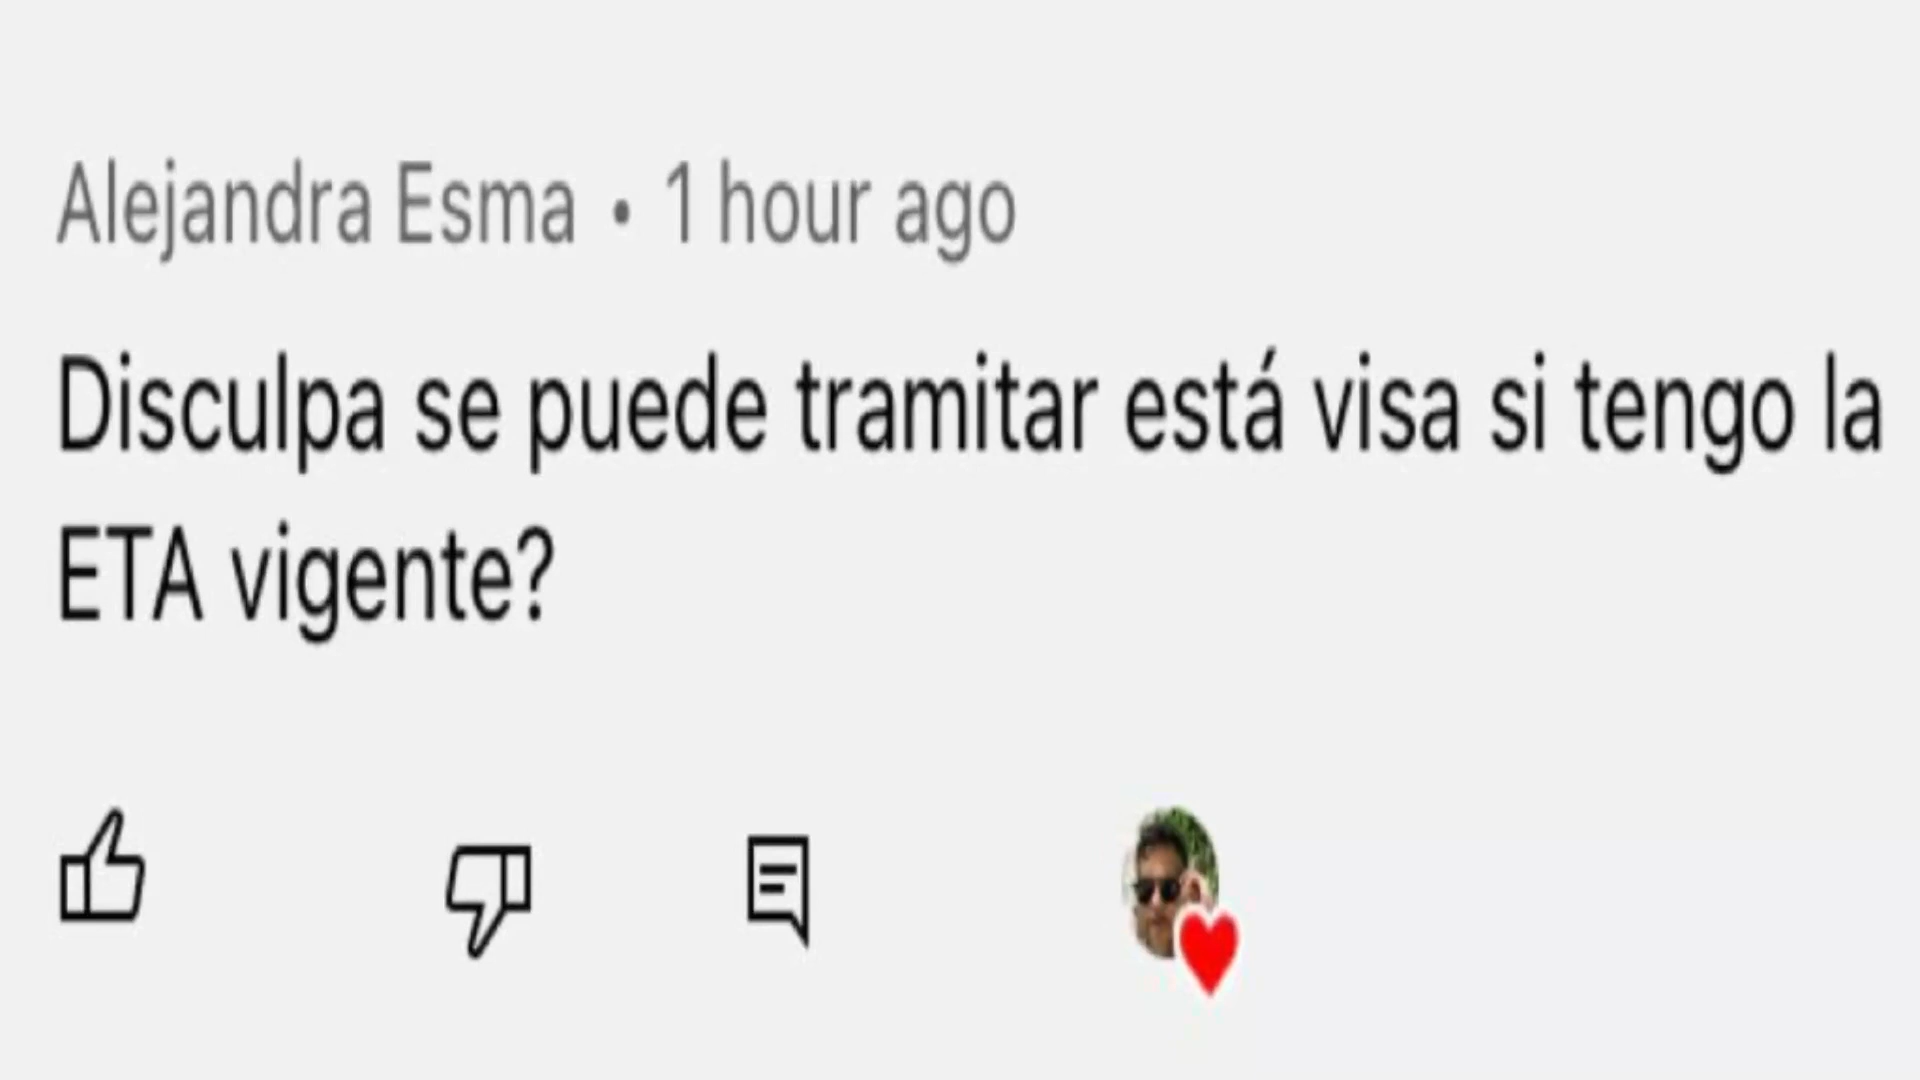 Alejandra Esma • 1 hour ago
Disculpa se puede tramitar está visa si tengo la
ETA vigente?